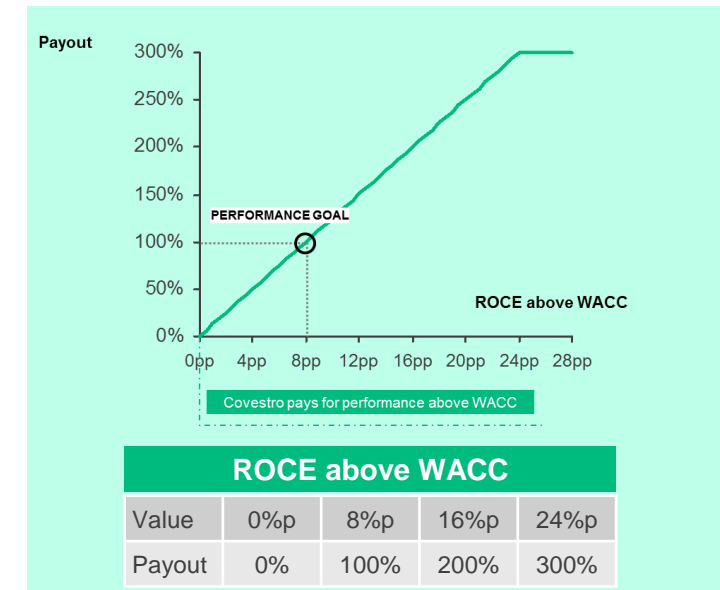 Payout
300%
250%
200%
150%
PERFORMANCE GOAL
100%
50%
ROCE above WACC
0%
0pp 4pp 8pp 12pp 16pp 20pp 24pp 28pp
Covestro pays for performance above WACC
ROCE above WACC
Value 0%p 8%p 16%p 24%p
Payout 0% 100% 200% 300%